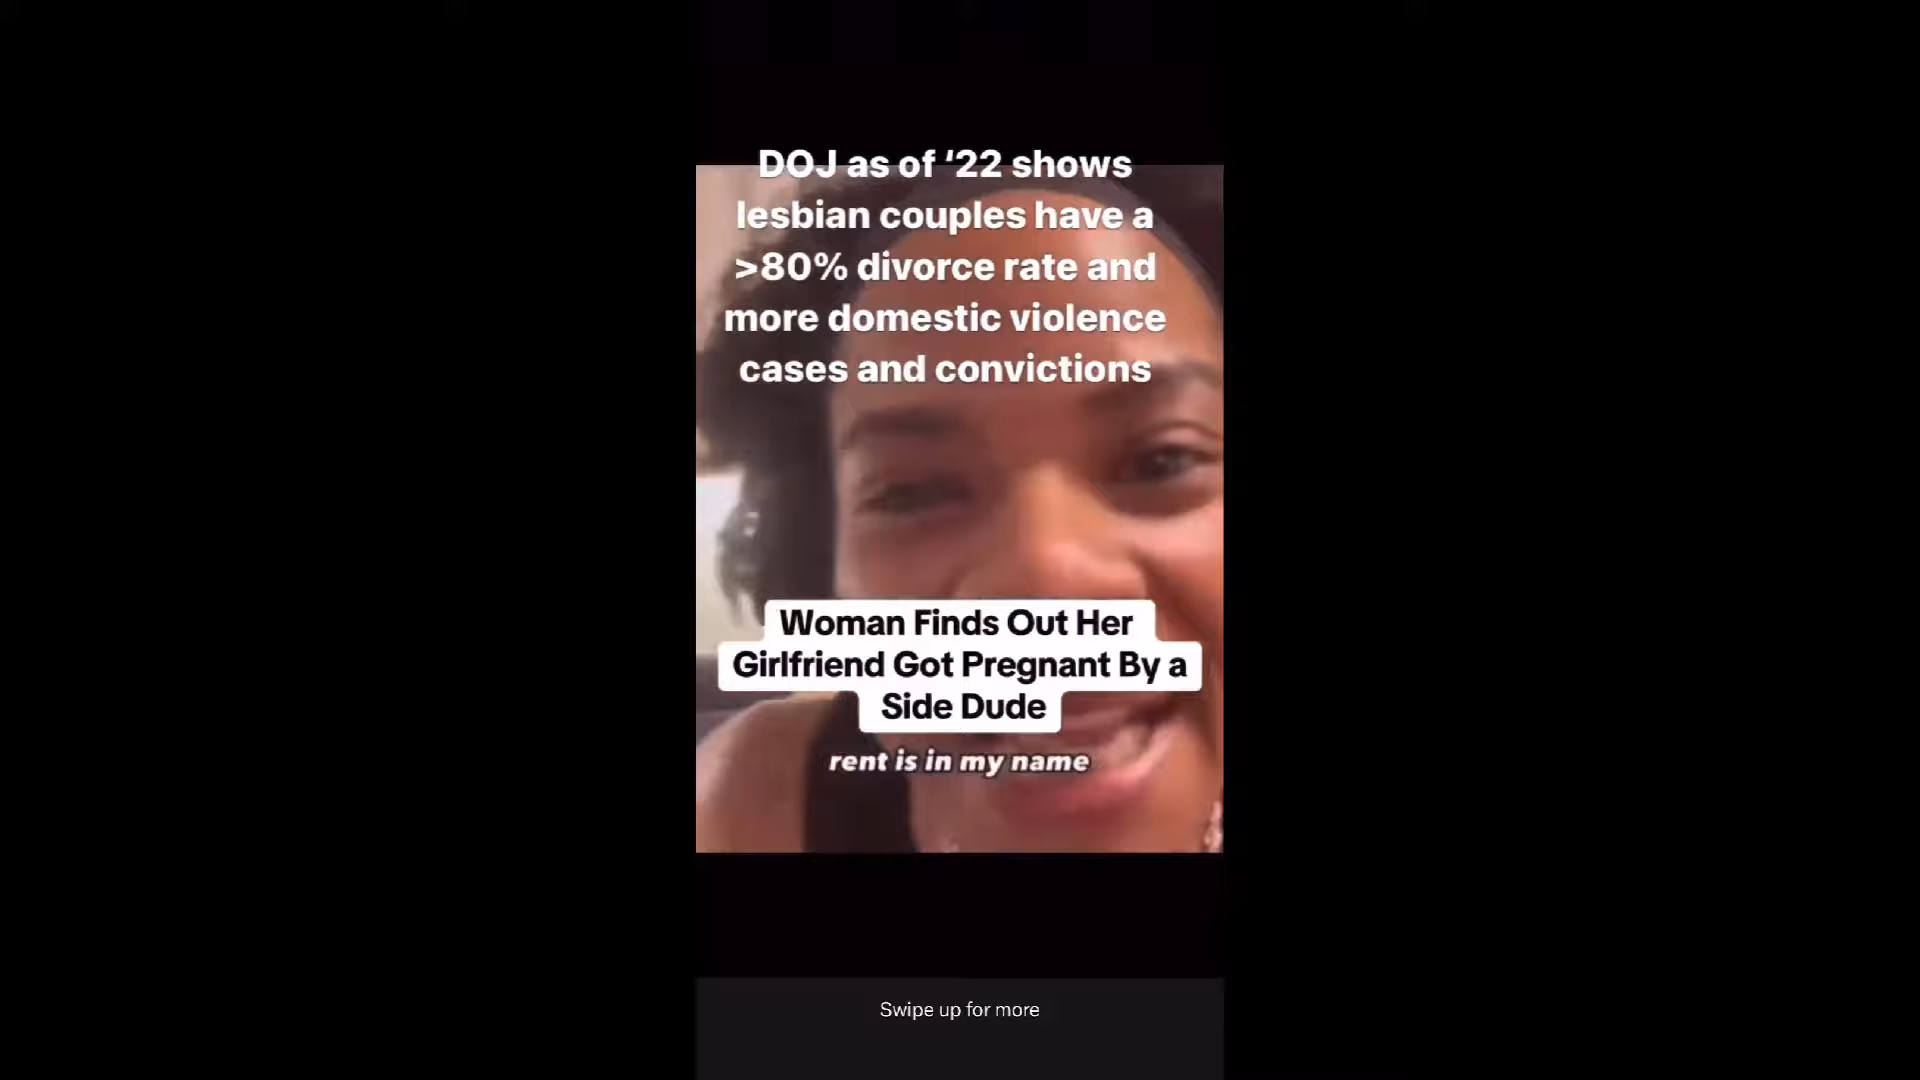 DOJ as of ‘22 shows
lesbian couples have a
>80% divorce rate and
more domestic violence
cases and convictions
Woman Finds Out Her
Girlfriend Got Pregnant By a
Side Dude
rent is in my name
Swipe up for more